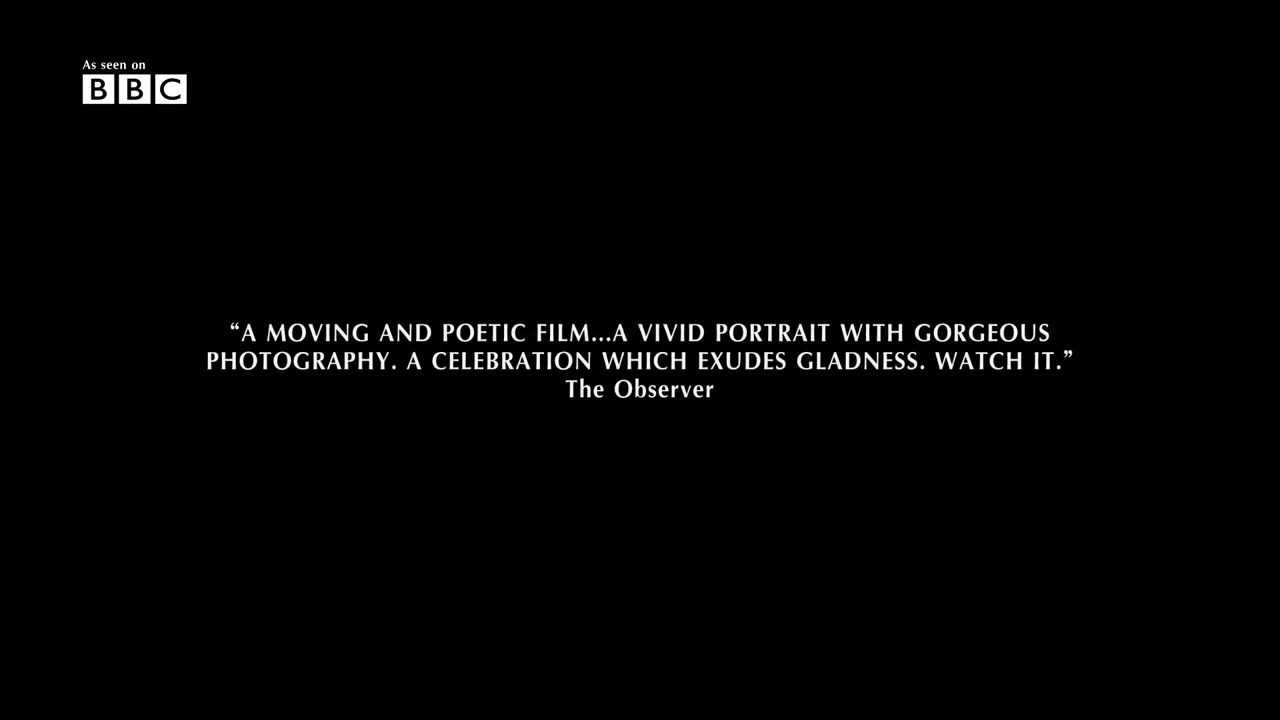 As seen on
BBC
“A MOVING AND POETIC FILM...A VIVID PORTRAIT WITH GORGEOUS
PHOTOGRAPHY. A CELEBRATION WHICH EXUDES GLADNESS. WATCH IT.”
The Observer